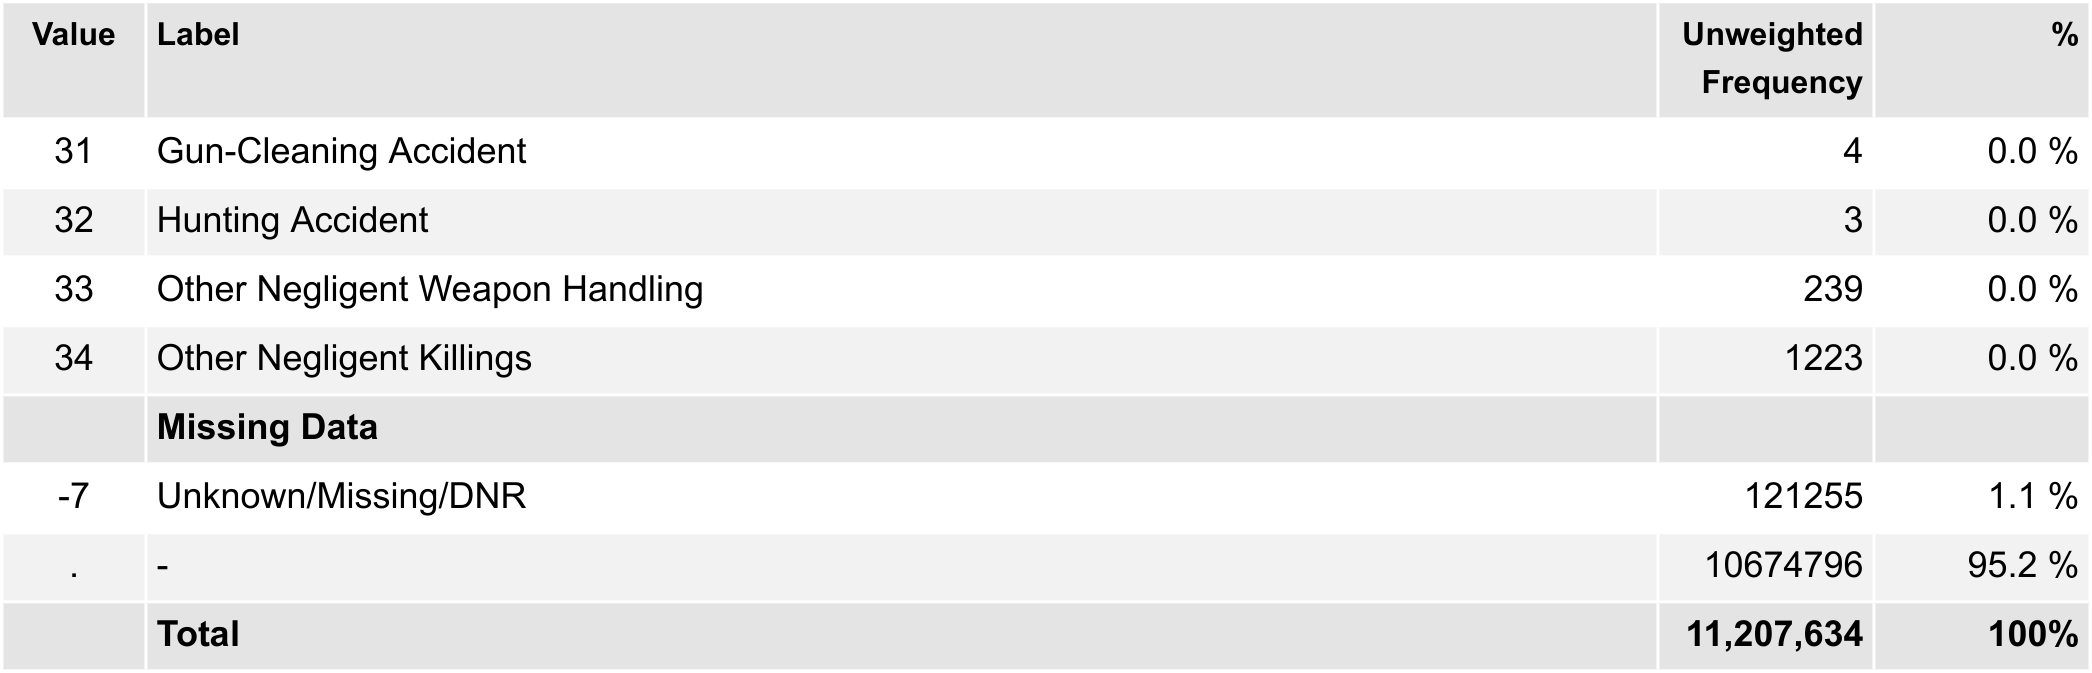 Value Label Unweighted Frequency %
31 Gun-Cleaning Accident 4 0.0 %
32 Hunting Accident 3 0.0 %
33 Other Negligent Weapon Handling 239 0.0 %
34 Other Negligent Killings 1223 0.0 %
Missing Data
-7 Unknown/Missing/DNR 121255 1.1 %
. - 10674796 95.2 %
Total 11,207,634 100%